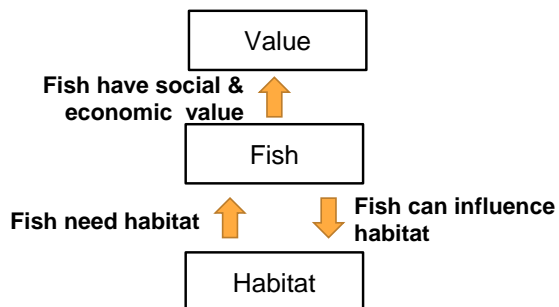 Value
Fish have social &
economic value
Fish
Fish need habitat
Fish can influence
habitat
Habitat